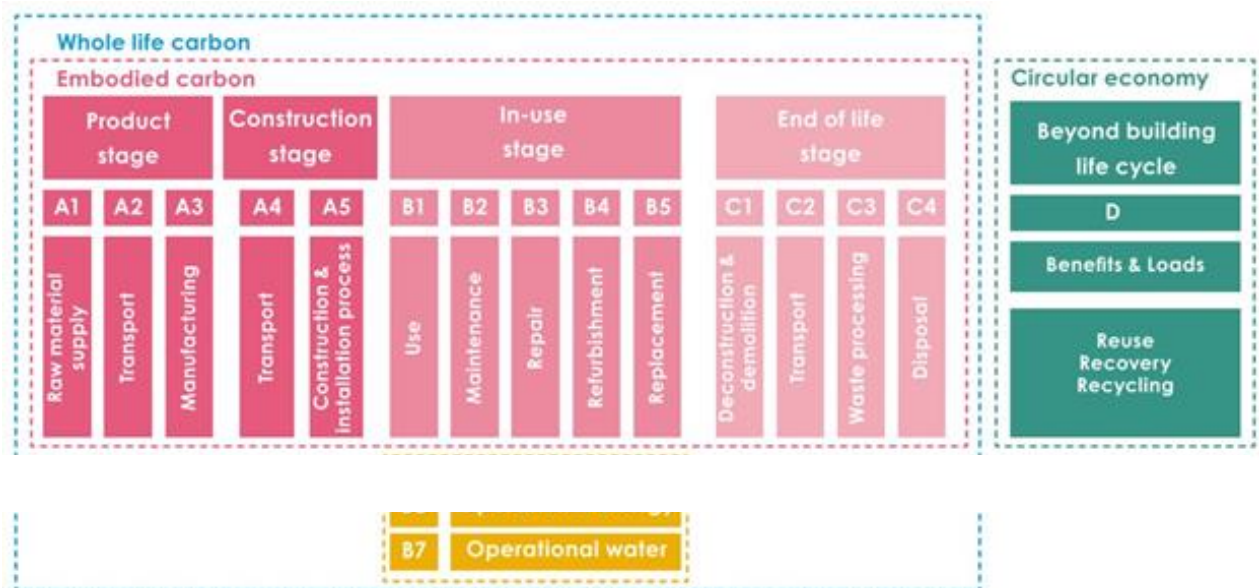 Whole life carbon
Embodied carbon
Circular economy
Product
stage
Construction
stage
In-use
stage
End of life
stage
Beyond building
life cycle
A1
A2
A3
A4
A5
B1
B2
B3
B4
B5
C1
C2
C3
C4
D
Raw material
supply
Transport
Manufacturing
Transport
Construction &
installation process
Use
Maintenance
Repair
Refurbishment
Replacement
Deconstruction &
demolition
Transport
Waste processing
Disposal
Benefits & Loads
Reuse
Recovery
Recycling
B7
Operational water